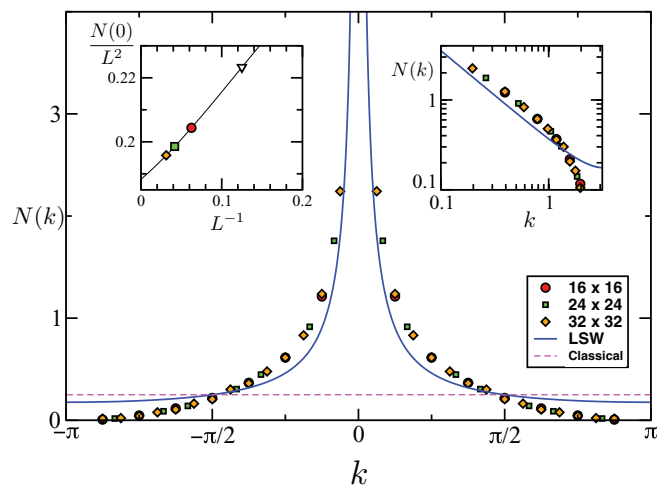 N(0)
L²
0.22
0.2
0 0.1 0.2
L⁻¹
N(k)
1
0.1
0.1 1
k
3
N(k)
1
0
16 x 16
24 x 24
32 x 32
LSW
Classical
−π −π/2 0 π/2 π
k